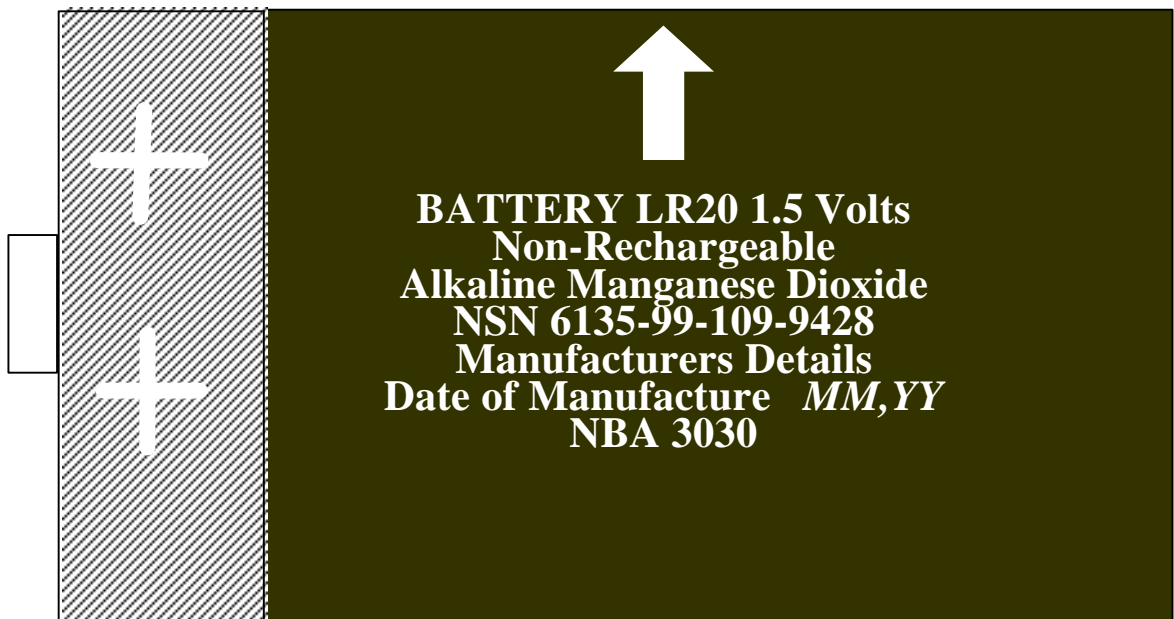 BATTERY LR20 1.5 Volts
Non-Rechargeable
Alkaline Manganese Dioxide
NSN 6135-99-109-9428
Manufacturers Details
Date of Manufacture MM,YY
NBA 3030